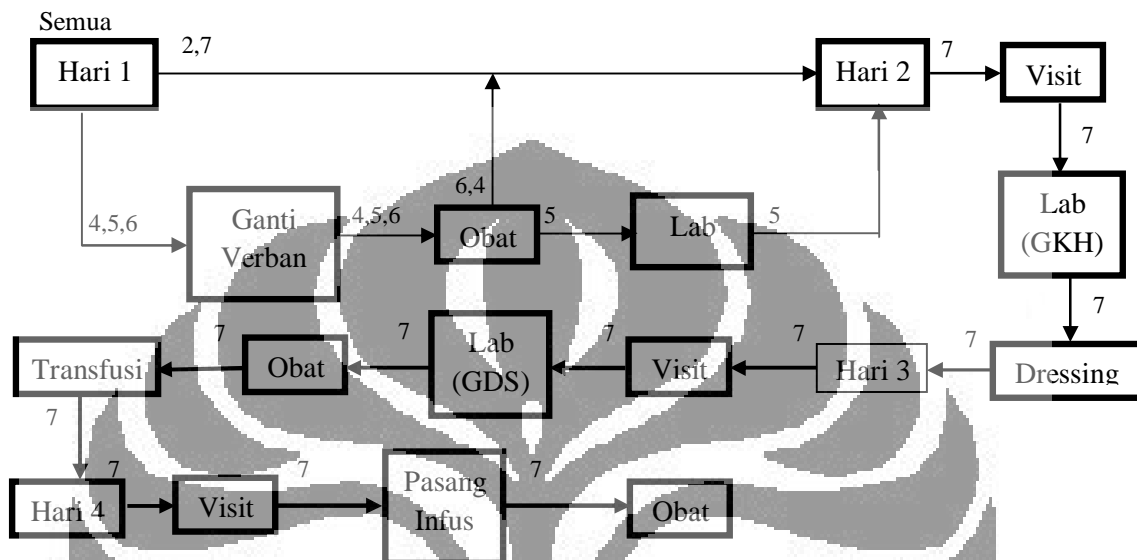 Semua
Hari 1
2,7
Hari 2
7
Visit
7
4,5,6
Ganti
Verban
4,5,6
6,4
Obat
5
Lab
5
Lab
(GKH)
7
Transfusi
7
Obat
7
Lab
(GDS)
7
Visit
7
Hari 3
7
Dressing
7
Hari 4
7
Visit
7
Pasang
Infus
7
Obat